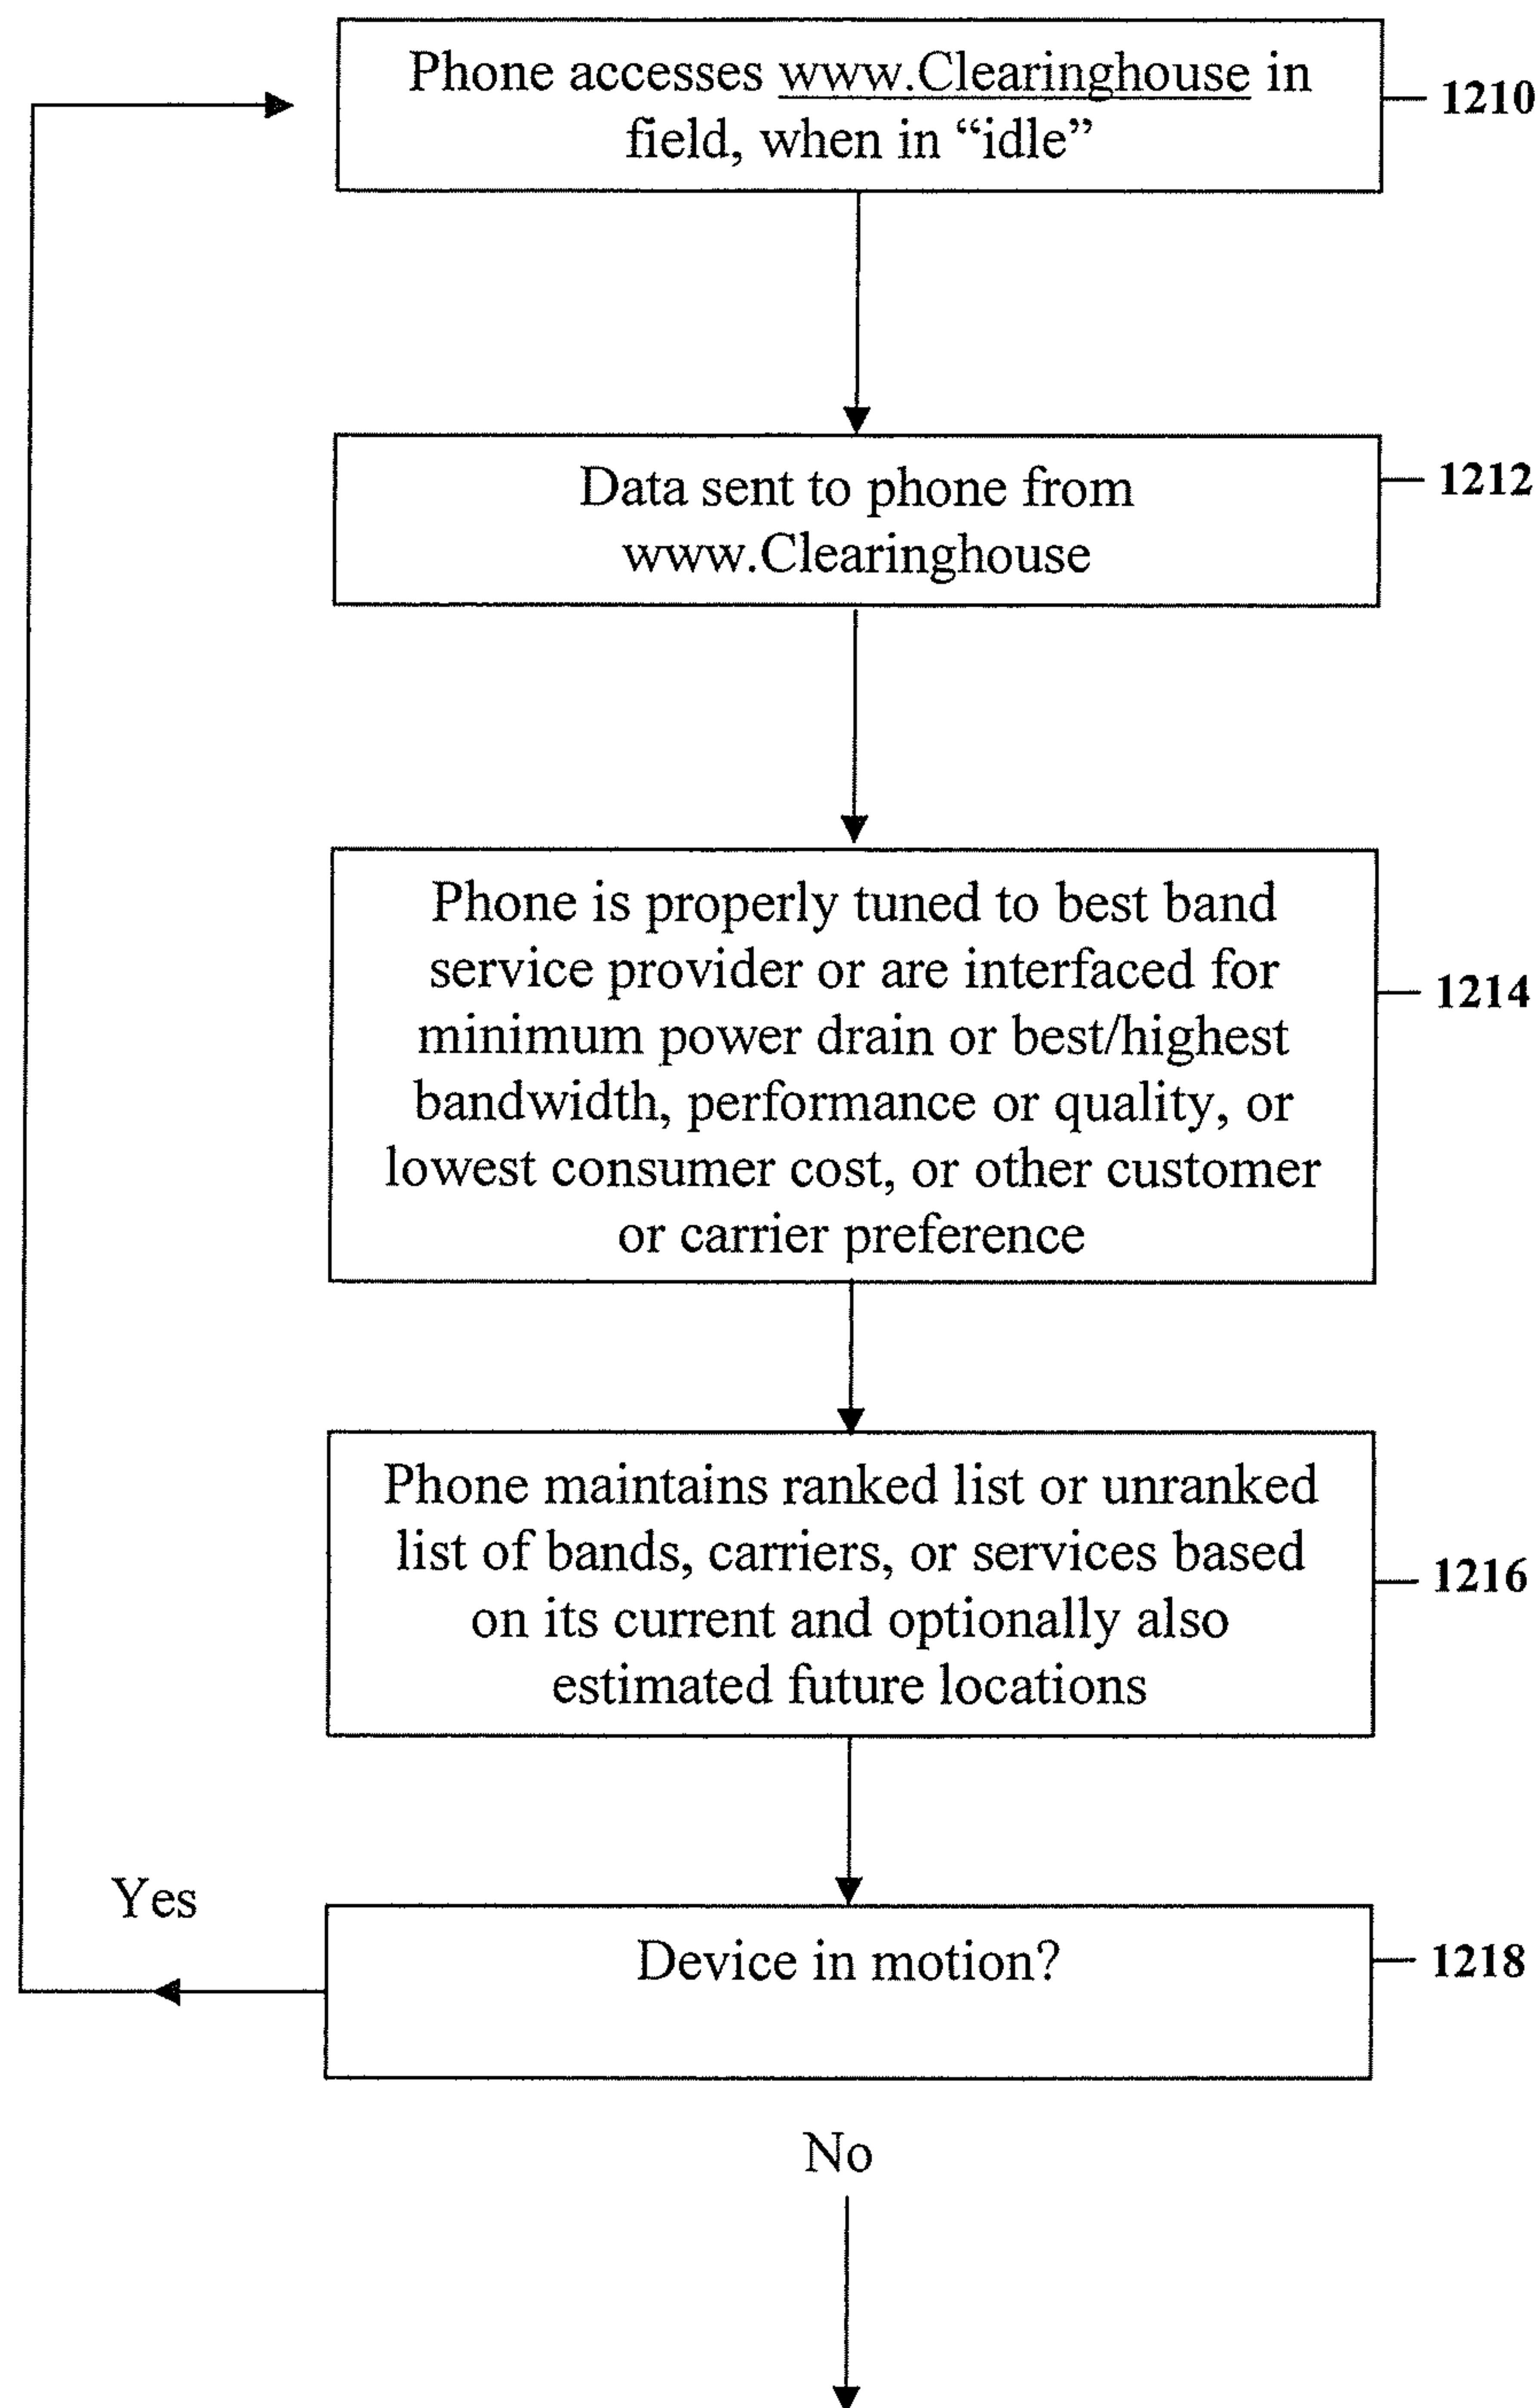 Phone accesses www.Clearinghouse in
field, when in “idle”
1210
Data sent to phone from
www.Clearinghouse
1212
Phone is properly tuned to best band
service provider or are interfaced for
minimum power drain or best/highest
bandwidth, performance or quality, or
lowest consumer cost, or other customer
or carrier preference
1214
Phone maintains ranked list or unranked
list of bands, carriers, or services based
on its current and optionally also
estimated future locations
1216
Yes
Device in motion?
1218
No